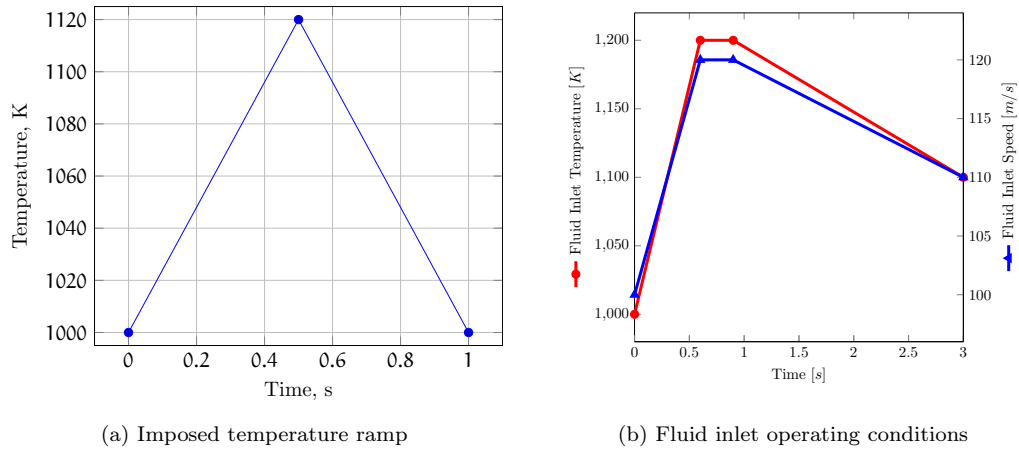 1120
1100
1080
1060
1040
1020
1000
Temperature, K
0 0.2 0.4 0.6 0.8 1
Time, s
(a) Imposed temperature ramp
1,200
1,150
1,100
1,050
1,000
Fluid Inlet Temperature [K]
120
115
110
105
100
Fluid Inlet Speed [m/s]
0 0.5 1 1.5 2 2.5 3
Time [s]
(b) Fluid inlet operating conditions